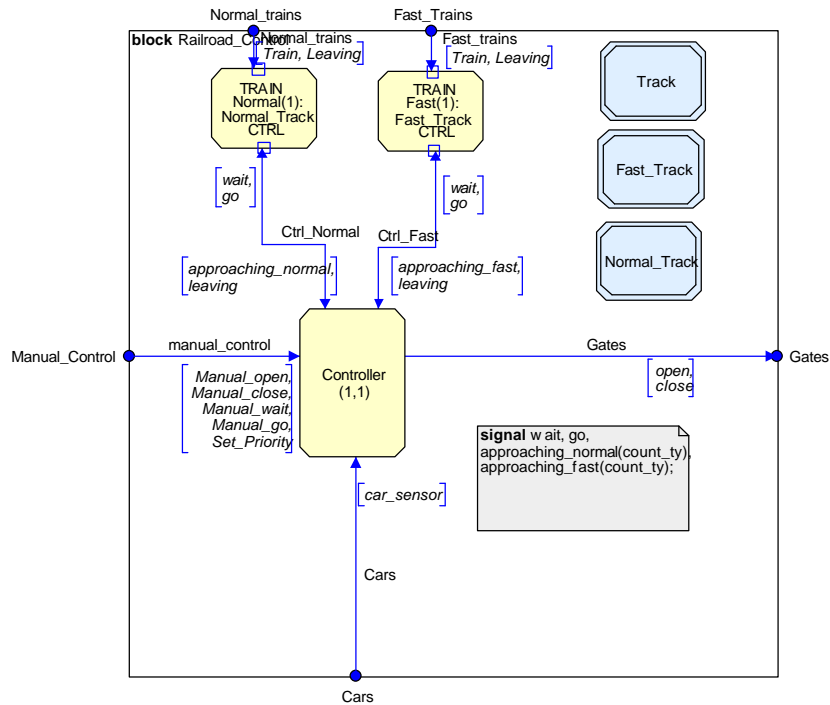 Normal_trains
Fast_Trains
block Railroad_Control
Normal_trains
[Train, Leaving]
Fast_trains
[Train, Leaving]
TRAIN
Normal(1):
Normal_Track
CTRL
TRAIN
Fast(1):
Fast_Track
CTRL
Track
Fast_Track
Normal_Track
[wait,
go]
[wait,
go]
Ctrl_Normal
Ctrl_Fast
[approaching_normal,
leaving]
[approaching_fast,
leaving]
Manual_Control
manual_control
[Manual_open,
Manual_close,
Manual_wait,
Manual_go,
Set_Priority]
Controller
(1,1)
Gates
[open,
close]
Gates
signal wait, go,
approaching_normal(count_ty),
approaching_fast(count_ty);
[car_sensor]
Cars
Cars